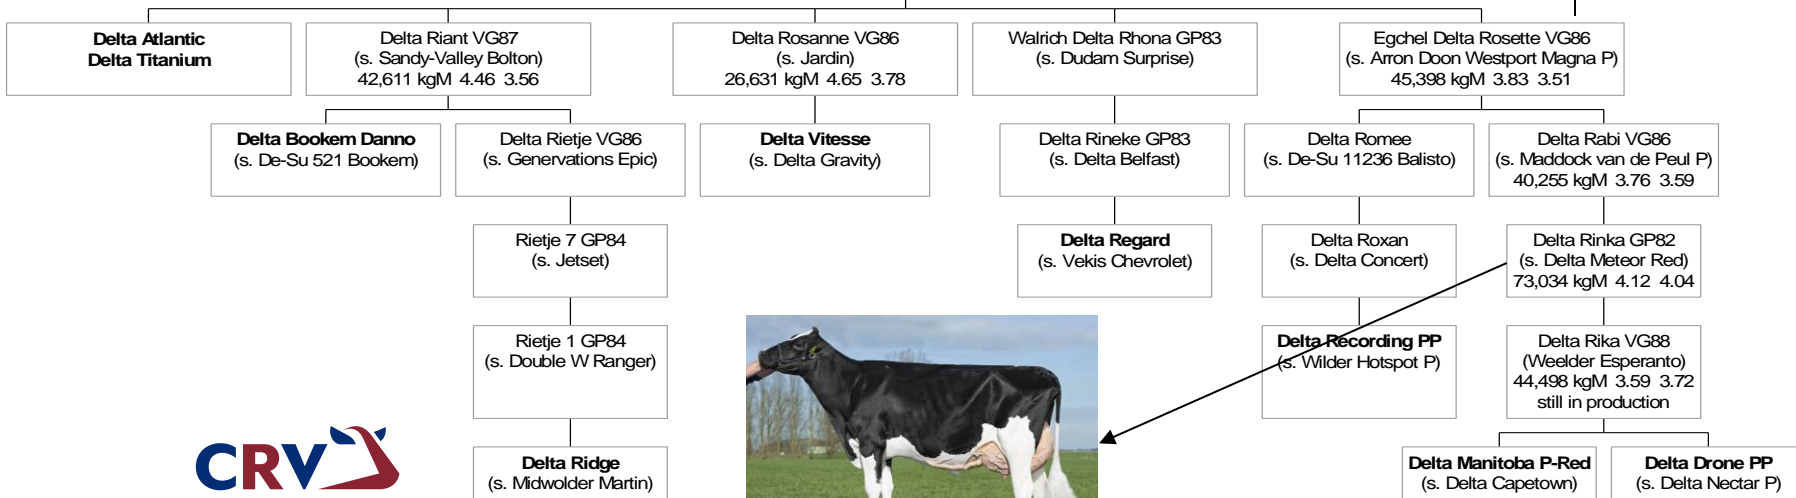 Delta Atlantic
Delta Titanium
Delta Riant VG87
(s. Sandy-Valley Bolton)
42,611 kgM 4.46 3.56
Delta Rosanne VG86
(s. Jardin)
26,631 kgM 4.65 3.78
Walrich Delta Rhona GP83
(s. Dudam Surprise)
Egchel Delta Rosette VG86
(s. Arron Doon Westport Magna P)
45,398 kgM 3.83 3.51
Delta Bookem Danno
(s. De-Su 521 Bookem)
Delta Rietje VG86
(s. Genervations Epic)
Delta Vitesse
(s. Delta Gravity)
Delta Rineke GP83
(s. Delta Belfast)
Delta Romee
(s. De-Su 11236 Balisto)
Delta Rabi VG86
(s. Maddock van de Peul P)
40,255 kgM 3.76 3.59
Rietje 7 GP84
(s. Jetset)
Delta Regard
(s. Vekis Chevrolet)
Delta Roxan
(s. Delta Concert)
Delta Rinka GP82
(s. Delta Meteor Red)
73,034 kgM 4.12 4.04
Rietje 1 GP84
(s. Double W Ranger)
Delta Recording PP
(s. Wilder Hotspot P)
Delta Rika VG88
(Weelder Esperanto)
44,498 kgM 3.59 3.72
still in production
CRV
Delta Ridge
(s. Midwolder Martin)
Delta Manitoba P-Red
(s. Delta Capetown)
Delta Drone PP
(s. Delta Nectar P)